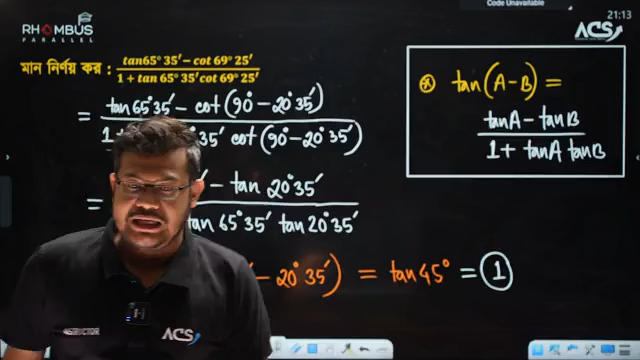 Code Unavailable
21:13
RHOMBUS
PARALLEL
ACS
মান নির্ণয় কর : tan65° 35′ – cot 69° 25′ / 1 + tan 65° 35′ cot 69° 25′
= tan 65° 35′ – cot (90° – 20° 35′) / 1 35′ cot (90° – 20° 35′)
= ′ – tan 20° 35′ / tan 65° 35′ tan 20° 35′
′ – 20° 35′) = tan 45° = 1
* tan (A – B) =
tanA – tanB
1 + tanA tanB
INSTRUCTOR
ACS